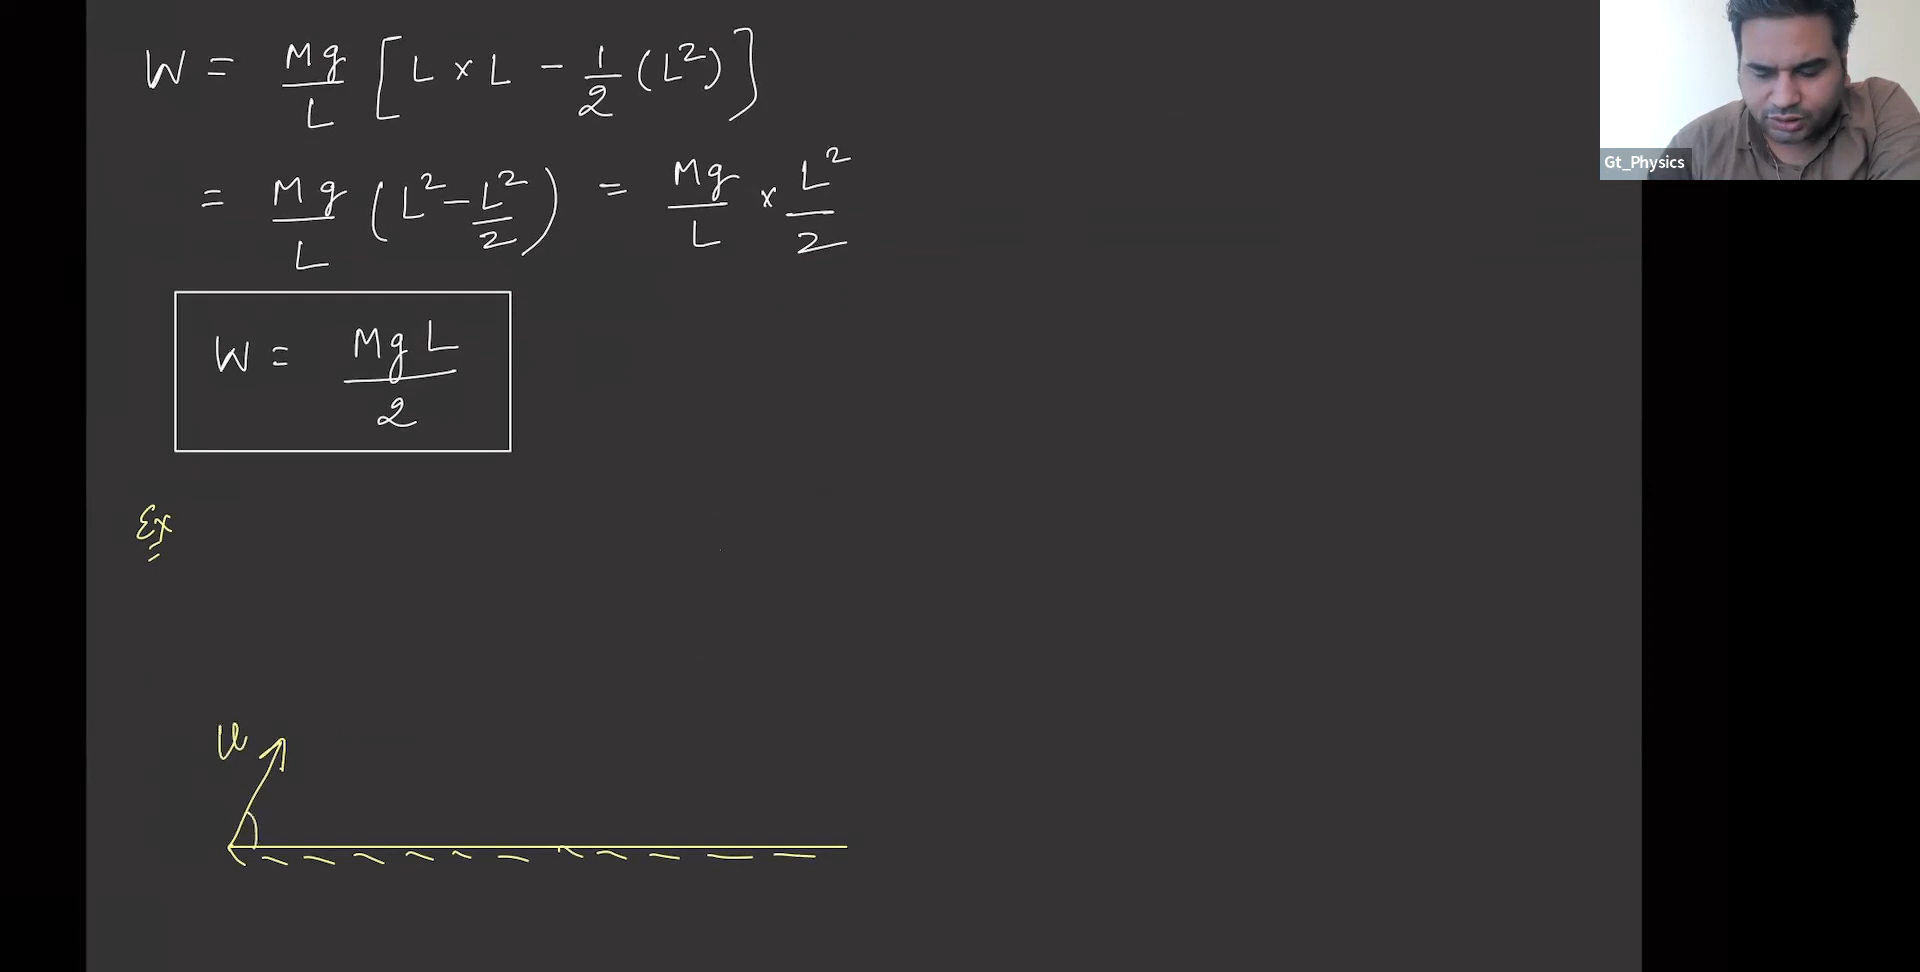 W = Mg/L [L × L - 1/2 (L²)]
= Mg/L (L² - L²/2) = Mg/L × L²/2
W = MgL/2
Ex
u
Gt_Physics